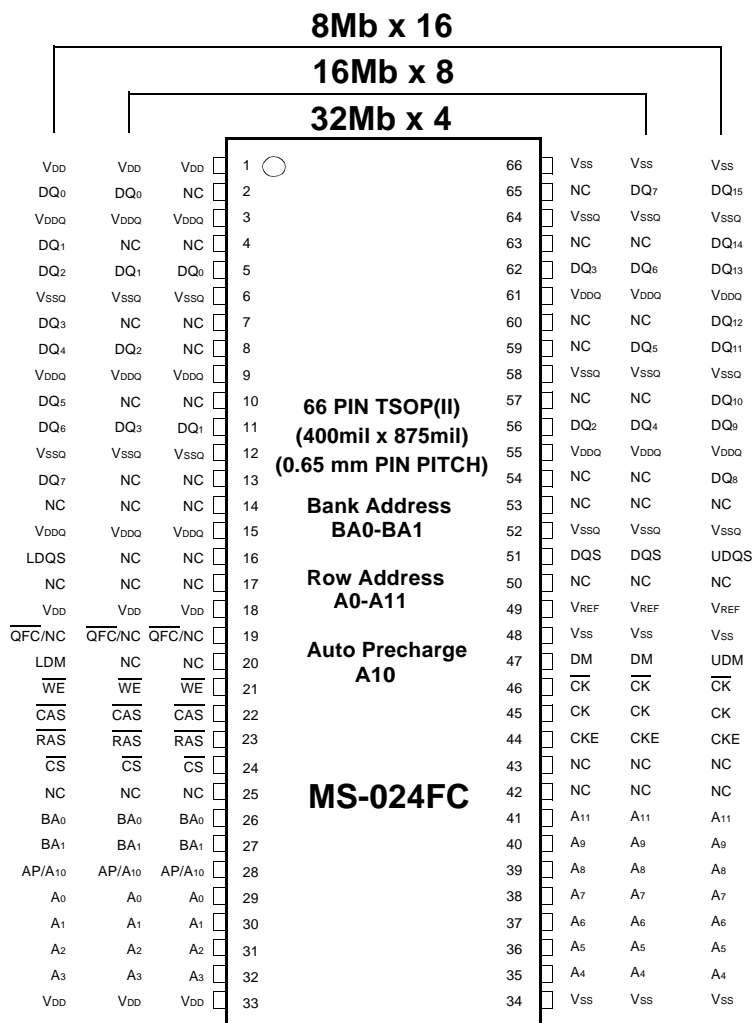 8Mb x 16
16Mb x 8
32Mb x 4
VDD VDD VDD 1 66 VSS VSS VSS
DQ0 DQ0 NC 2 65 NC DQ7 DQ15
VDDQ VDDQ VDDQ 3 64 VSSQ VSSQ VSSQ
DQ1 NC NC 4 63 NC NC DQ14
DQ2 DQ1 DQ0 5 62 DQ3 DQ6 DQ13
VSSQ VSSQ VSSQ 6 61 VDDQ VDDQ VDDQ
DQ3 NC NC 7 60 NC NC DQ12
DQ4 DQ2 NC 8 59 NC DQ5 DQ11
VDDQ VDDQ VDDQ 9 58 VSSQ VSSQ VSSQ
DQ5 NC NC 10 57 NC NC DQ10
DQ6 DQ3 DQ1 11 56 DQ2 DQ4 DQ9
VSSQ VSSQ VSSQ 12 55 VDDQ VDDQ VDDQ
DQ7 NC NC 13 54 NC NC DQ8
NC NC NC 14 53 NC NC NC
VDDQ VDDQ VDDQ 15 52 VSSQ VSSQ VSSQ
LDQS NC NC 16 51 DQS DQS UDQS
NC NC NC 17 50 NC NC NC
VDD VDD VDD 18 49 VREF VREF VREF
QFC/NC QFC/NC QFC/NC 19 48 VSS VSS VSS
LDM NC NC 20 47 DM DM UDM
WE WE WE 21 46 CK CK CK
CAS CAS CAS 22 45 CK CK CK
RAS RAS RAS 23 44 CKE CKE CKE
CS CS CS 24 43 NC NC NC
NC NC NC 25 42 NC NC NC
BA0 BA0 BA0 26 41 A11 A11 A11
BA1 BA1 BA1 27 40 A9 A9 A9
AP/A10 AP/A10 AP/A10 28 39 A8 A8 A8
A0 A0 A0 29 38 A7 A7 A7
A1 A1 A1 30 37 A6 A6 A6
A2 A2 A2 31 36 A5 A5 A5
A3 A3 A3 32 35 A4 A4 A4
VDD VDD VDD 33 34 VSS VSS VSS
66 PIN TSOP(II)
(400mil x 875mil)
(0.65 mm PIN PITCH)
Bank Address
BA0-BA1
Row Address
A0-A11
Auto Precharge
A10
MS-024FC